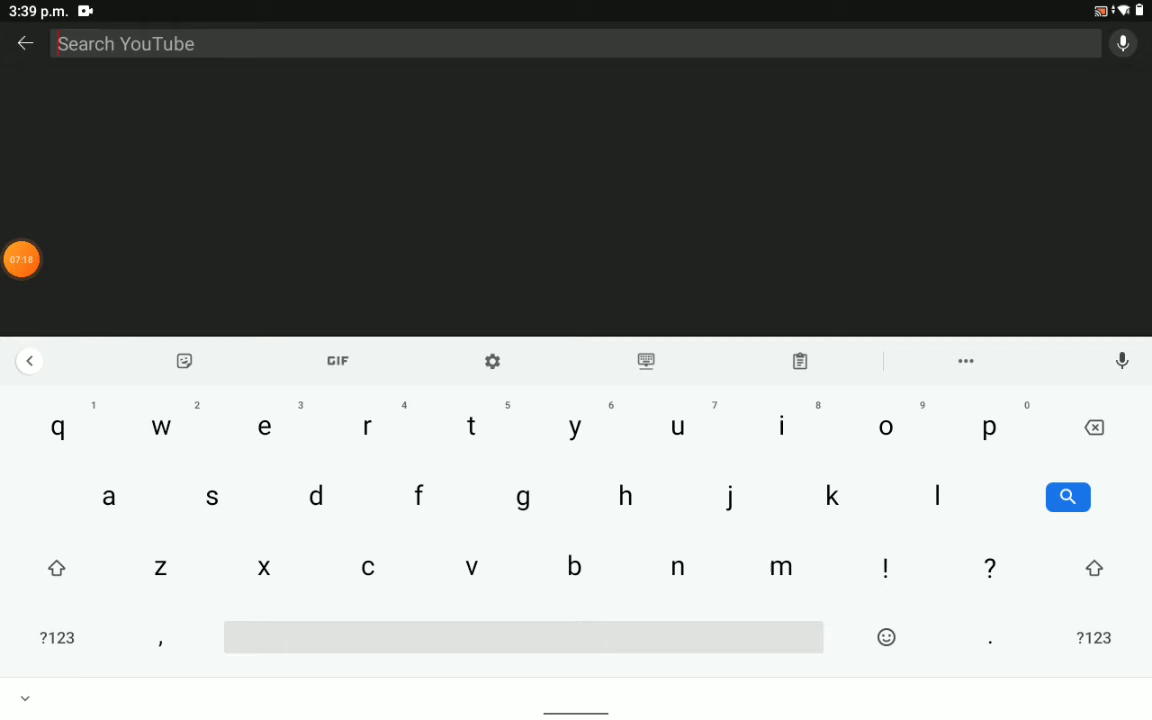 3:39 p.m.
Search YouTube
07:18
GIF
1 2 3 4 5 6 7 8 9 0
q w e r t y u i o p
a s d f g h j k l
z x c v b n m ! ?
?123 , . ?123